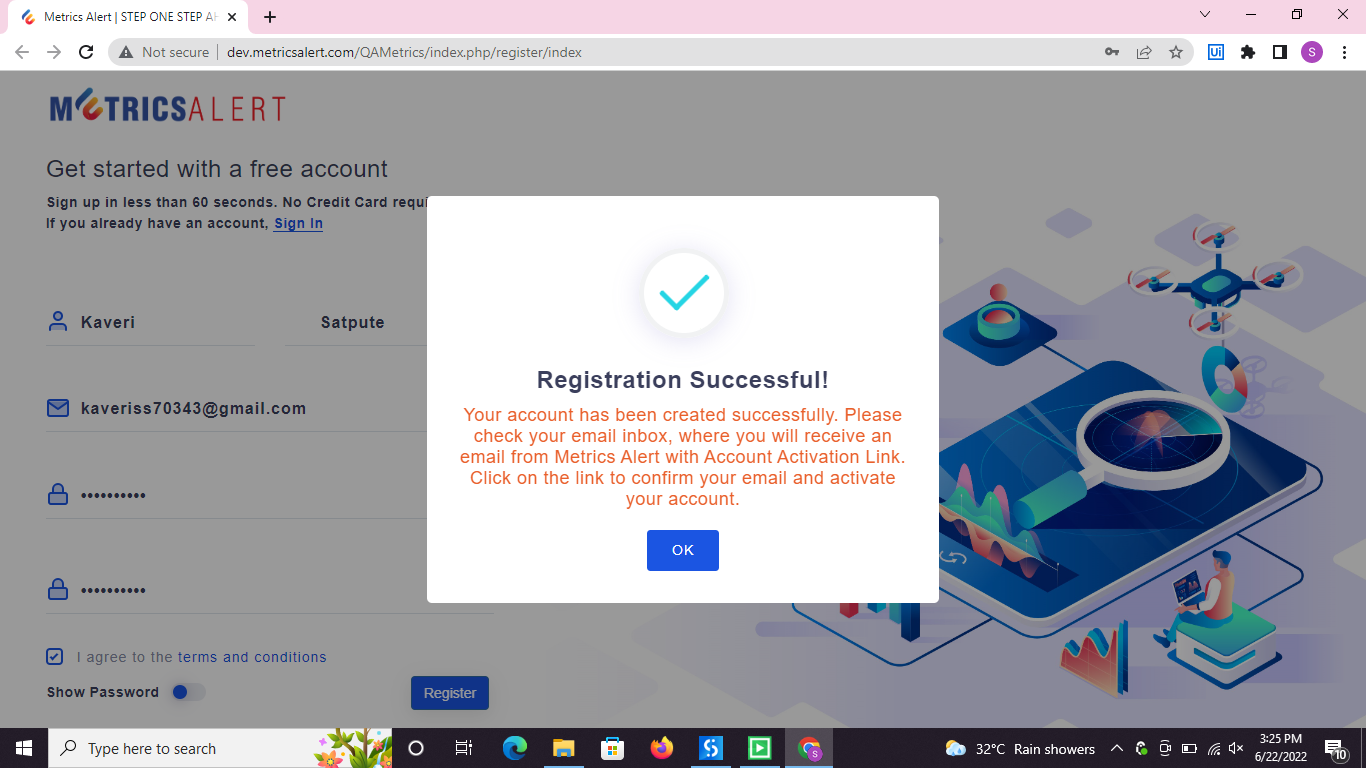 Metrics Alert | STEP ONE STEP AH
Not secure
dev.metricsalert.com/QAMetrics/index.php/register/index
Ui
S
METRICSALERT
Get started with a free account
Sign up in less than 60 seconds. No Credit Card requi
If you already have an account, Sign In
Kaveri Satpute
kaveriss70343@gmail.com
••••••••••
••••••••••
I agree to the terms and conditions
Show Password
Register
Registration Successful!
Your account has been created successfully. Please
check your email inbox, where you will receive an
email from Metrics Alert with Account Activation Link.
Click on the link to confirm your email and activate
your account.
OK
Type here to search
S
S
32°C Rain showers
3:25 PM
6/22/2022
10